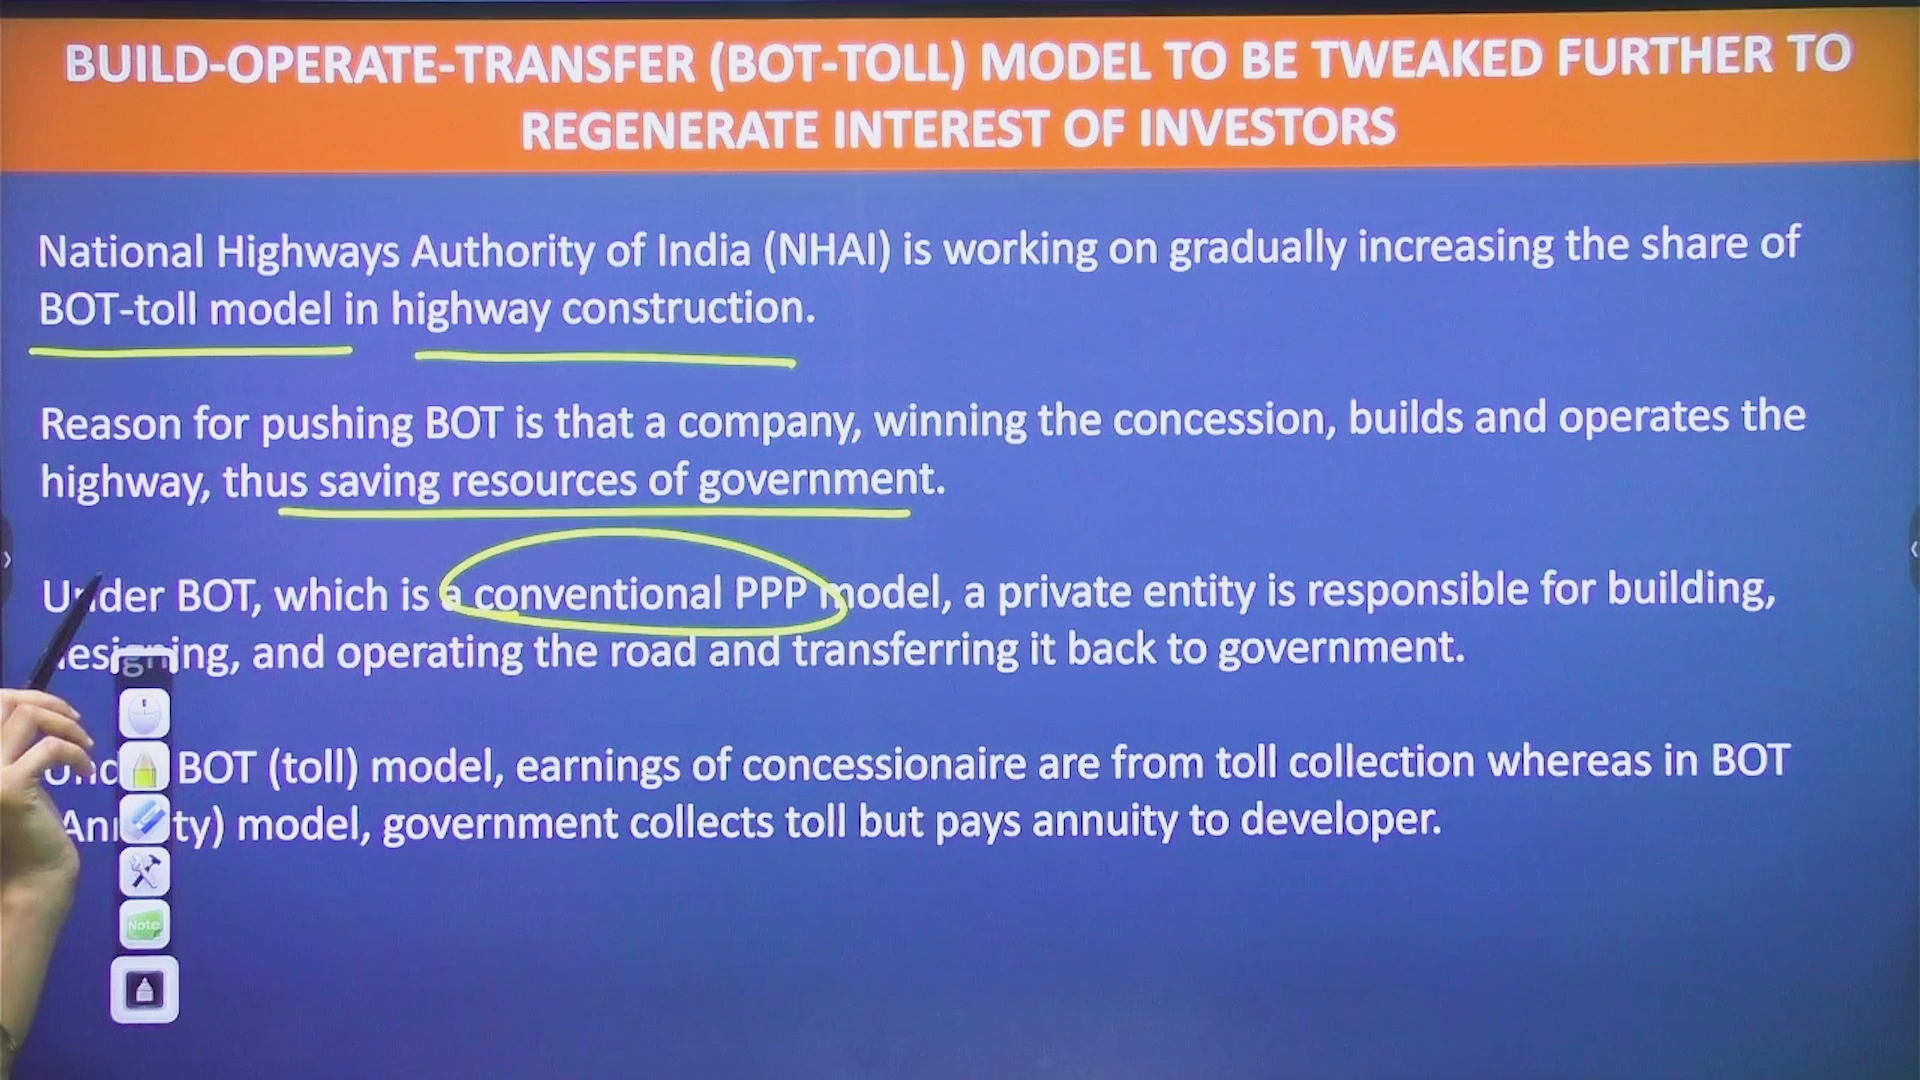 BUILD-OPERATE-TRANSFER (BOT-TOLL) MODEL TO BE TWEAKED FURTHER TO
REGENERATE INTEREST OF INVESTORS
National Highways Authority of India (NHAI) is working on gradually increasing the share of
BOT-toll model in highway construction.
Reason for pushing BOT is that a company, winning the concession, builds and operates the
highway, thus saving resources of government.
Under BOT, which is a conventional PPP model, a private entity is responsible for building,
designing, and operating the road and transferring it back to government.
BOT (toll) model, earnings of concessionaire are from toll collection whereas in BOT
model, government collects toll but pays annuity to developer.
Note